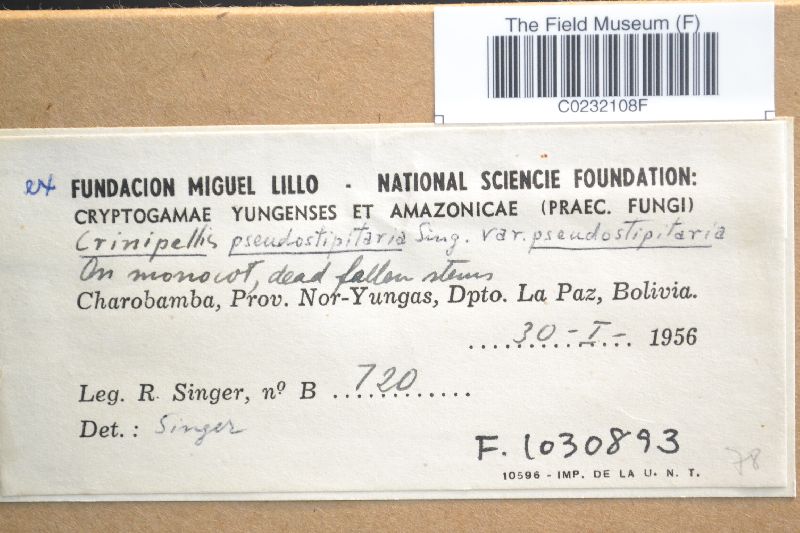 The Field Museum (F)
C0232108F
ex FUNDACION MIGUEL LILLO - NATIONAL SCIENCIE FOUNDATION:
CRYPTOGAMAE YUNGENSES ET AMAZONICAE (PRAEC. FUNGI)
Crinipellis pseudostipitaria Sing. var. pseudostipitaria
On monocot, dead fallen stems
Charobamba, Prov. Nor-Yungas, Dpto. La Paz, Bolivia.
30 - I - 1956
Leg. R. Singer, nº B 720
Det.: Singer
F. 1030893
10596 - IMP. DE LA U. N. T.
78